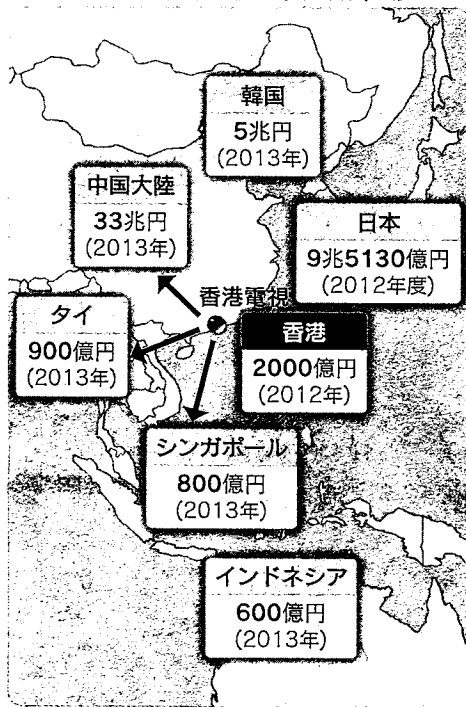 韓国
5兆円
(2013年)
中国大陸
33兆円
(2013年)
日本
9兆5130億円
(2012年度)
香港電視
タイ
900億円
(2013年)
香港
2000億円
(2012年)
シンガポール
800億円
(2013年)
インドネシア
600億円
(2013年)